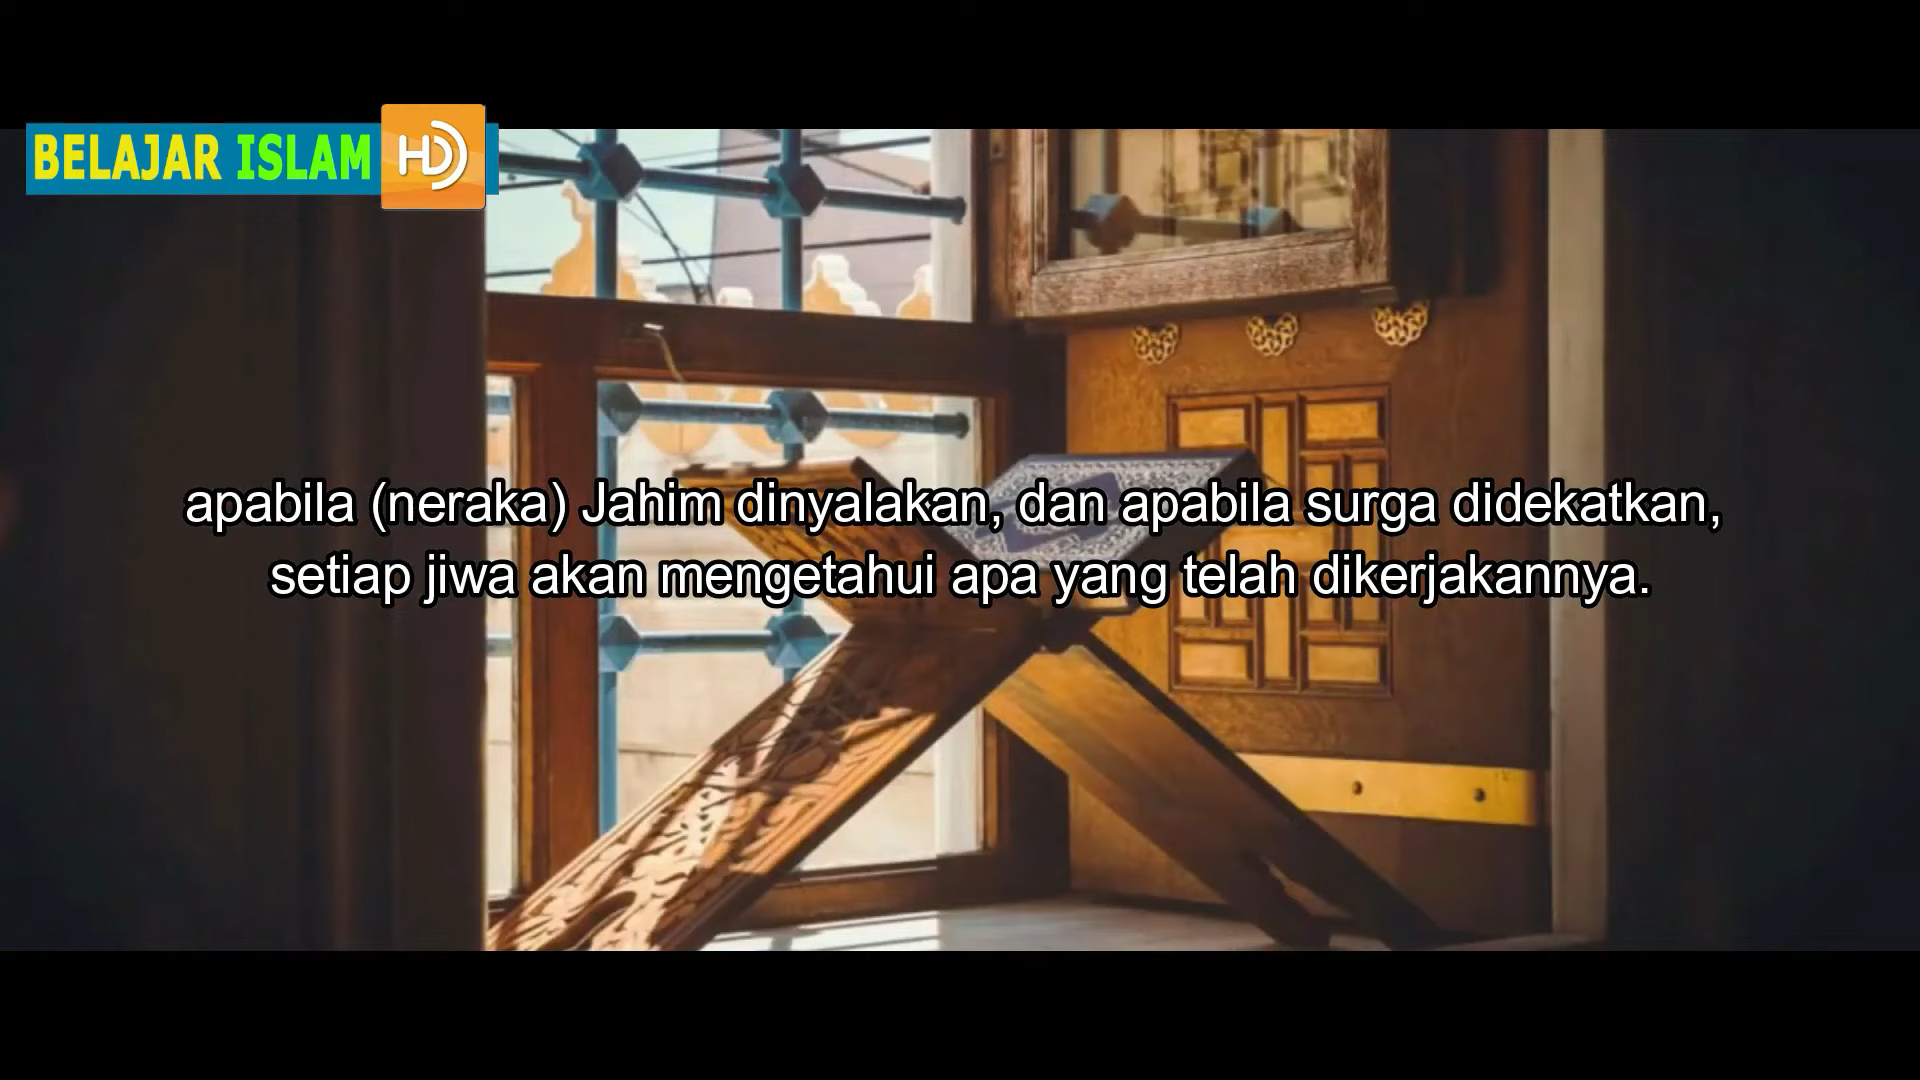 BELAJAR ISLAM HD
apabila (neraka) Jahim dinyalakan, dan apabila surga didekatkan,
setiap jiwa akan mengetahui apa yang telah dikerjakannya.